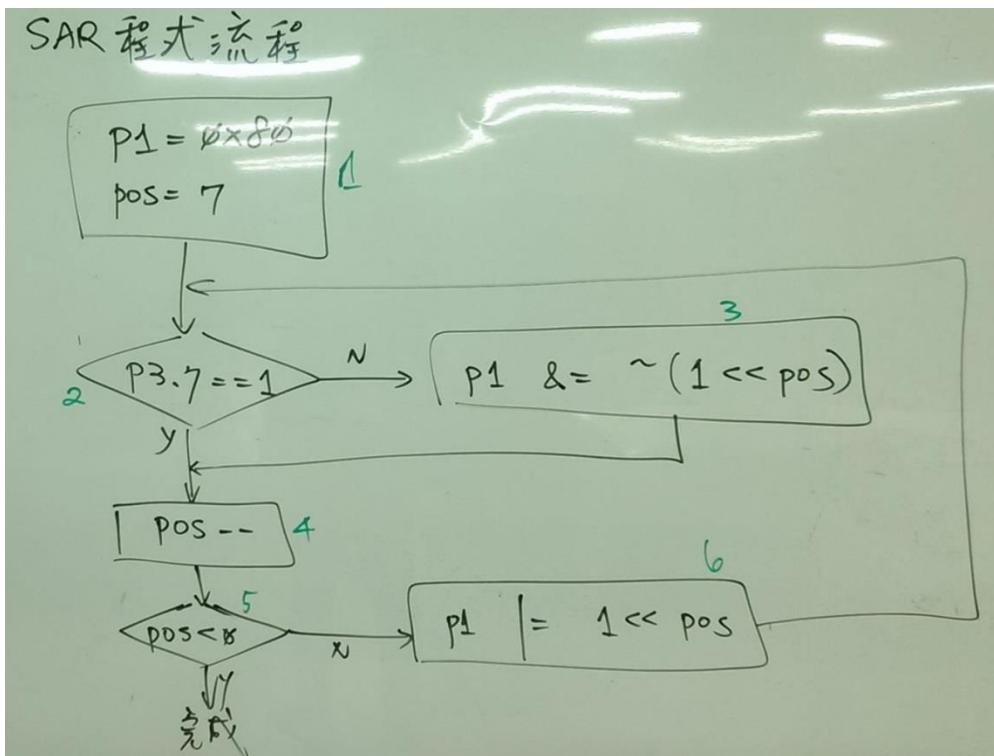 SAR 程式流程
P1 = 0x80
pos = 7
1
P3.7 == 1
2
N
Y
3
P1 &= ~(1 << pos)
pos --
4
5
pos < 0
N
Y
6
P1 |= 1 << pos
完成